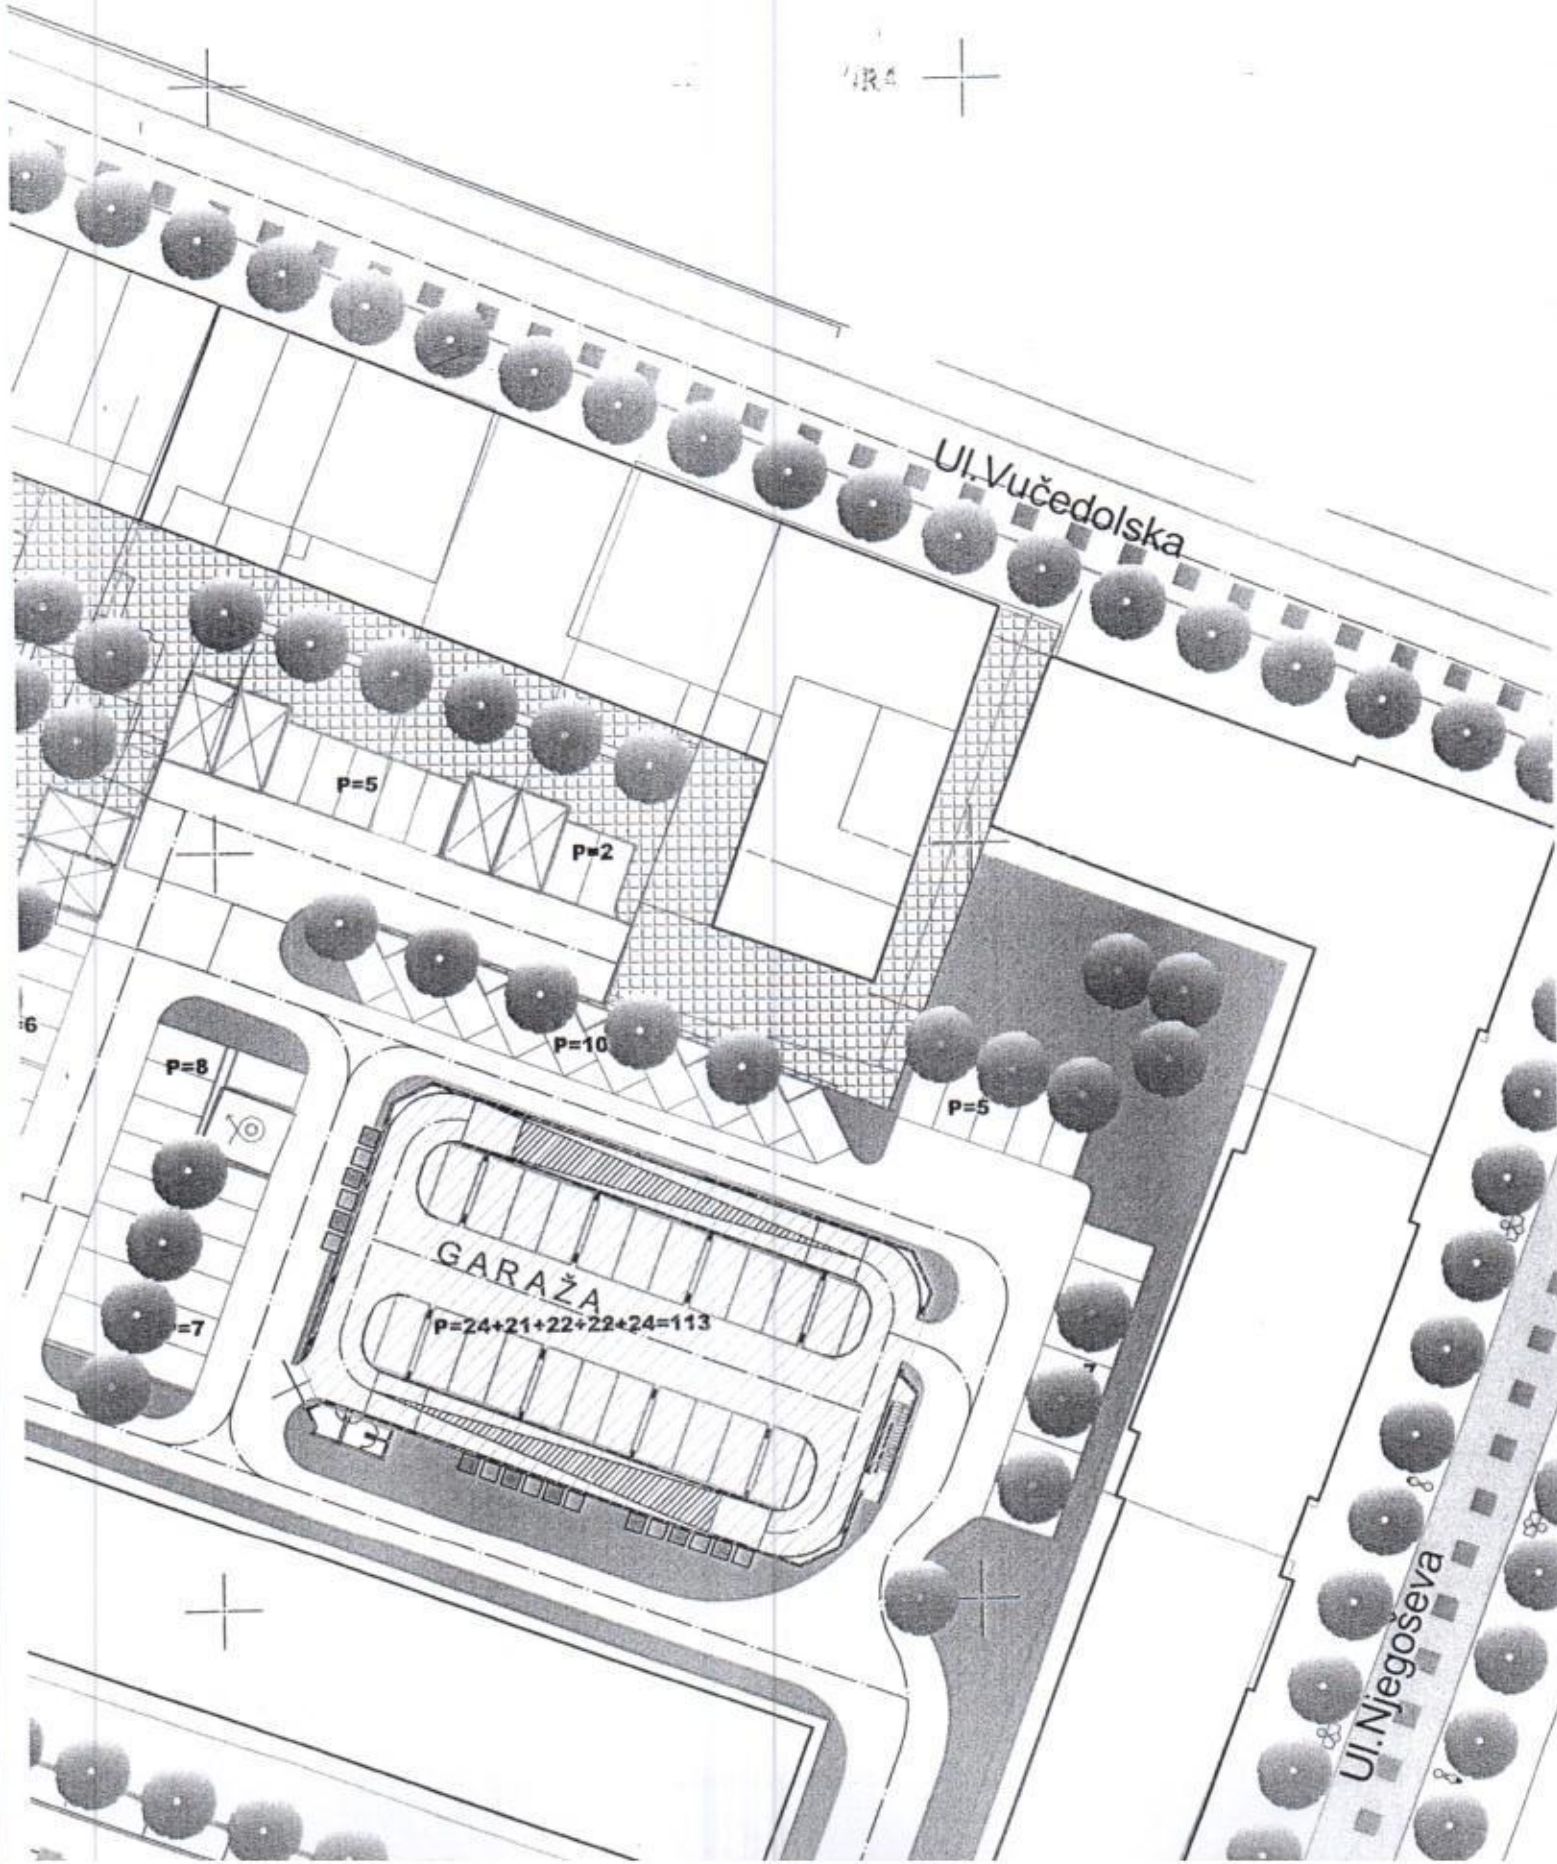 Ul.Vučedolska
P=5
P=2
P=10
P=8
P=5
GARAŽA
P=24+21+22+22+24=113
=7
Ul.Njegoševa